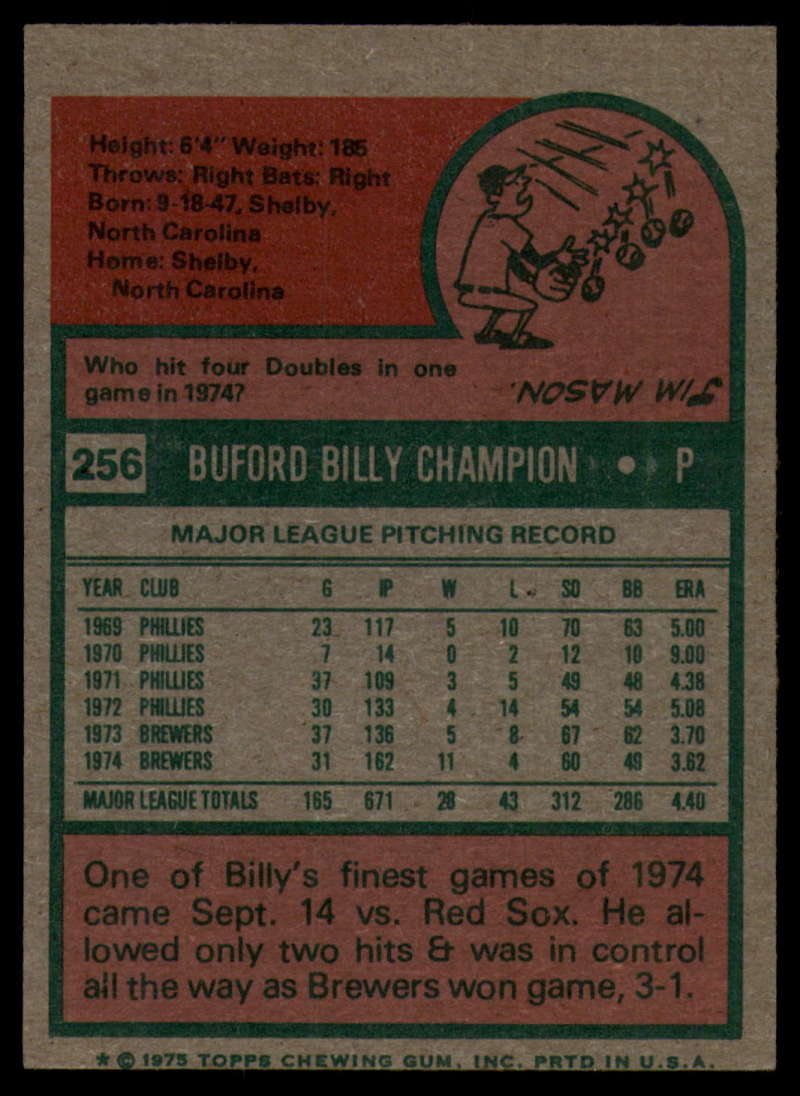 Height: 6'4" Weight: 185
Throws: Right Bats: Right
Born: 9-18-47, Shelby,
North Carolina
Home: Shelby,
North Carolina
Who hit four Doubles in one
game in 1974?
JIM MASON.
256 BUFORD BILLY CHAMPION • P
MAJOR LEAGUE PITCHING RECORD
YEAR CLUB G IP W L SO BB ERA
1969 PHILLIES 23 117 5 10 70 63 5.00
1970 PHILLIES 7 14 0 2 12 10 9.00
1971 PHILLIES 37 109 3 5 49 48 4.38
1972 PHILLIES 30 133 4 14 54 54 5.08
1973 BREWERS 37 136 5 8 67 62 3.70
1974 BREWERS 31 162 11 4 60 49 3.62
MAJOR LEAGUE TOTALS 165 671 28 43 312 286 4.40
One of Billy's finest games of 1974
came Sept. 14 vs. Red Sox. He al-
lowed only two hits & was in control
all the way as Brewers won game, 3-1.
* © 1975 TOPPS CHEWING GUM, INC. PRTD IN U.S.A.